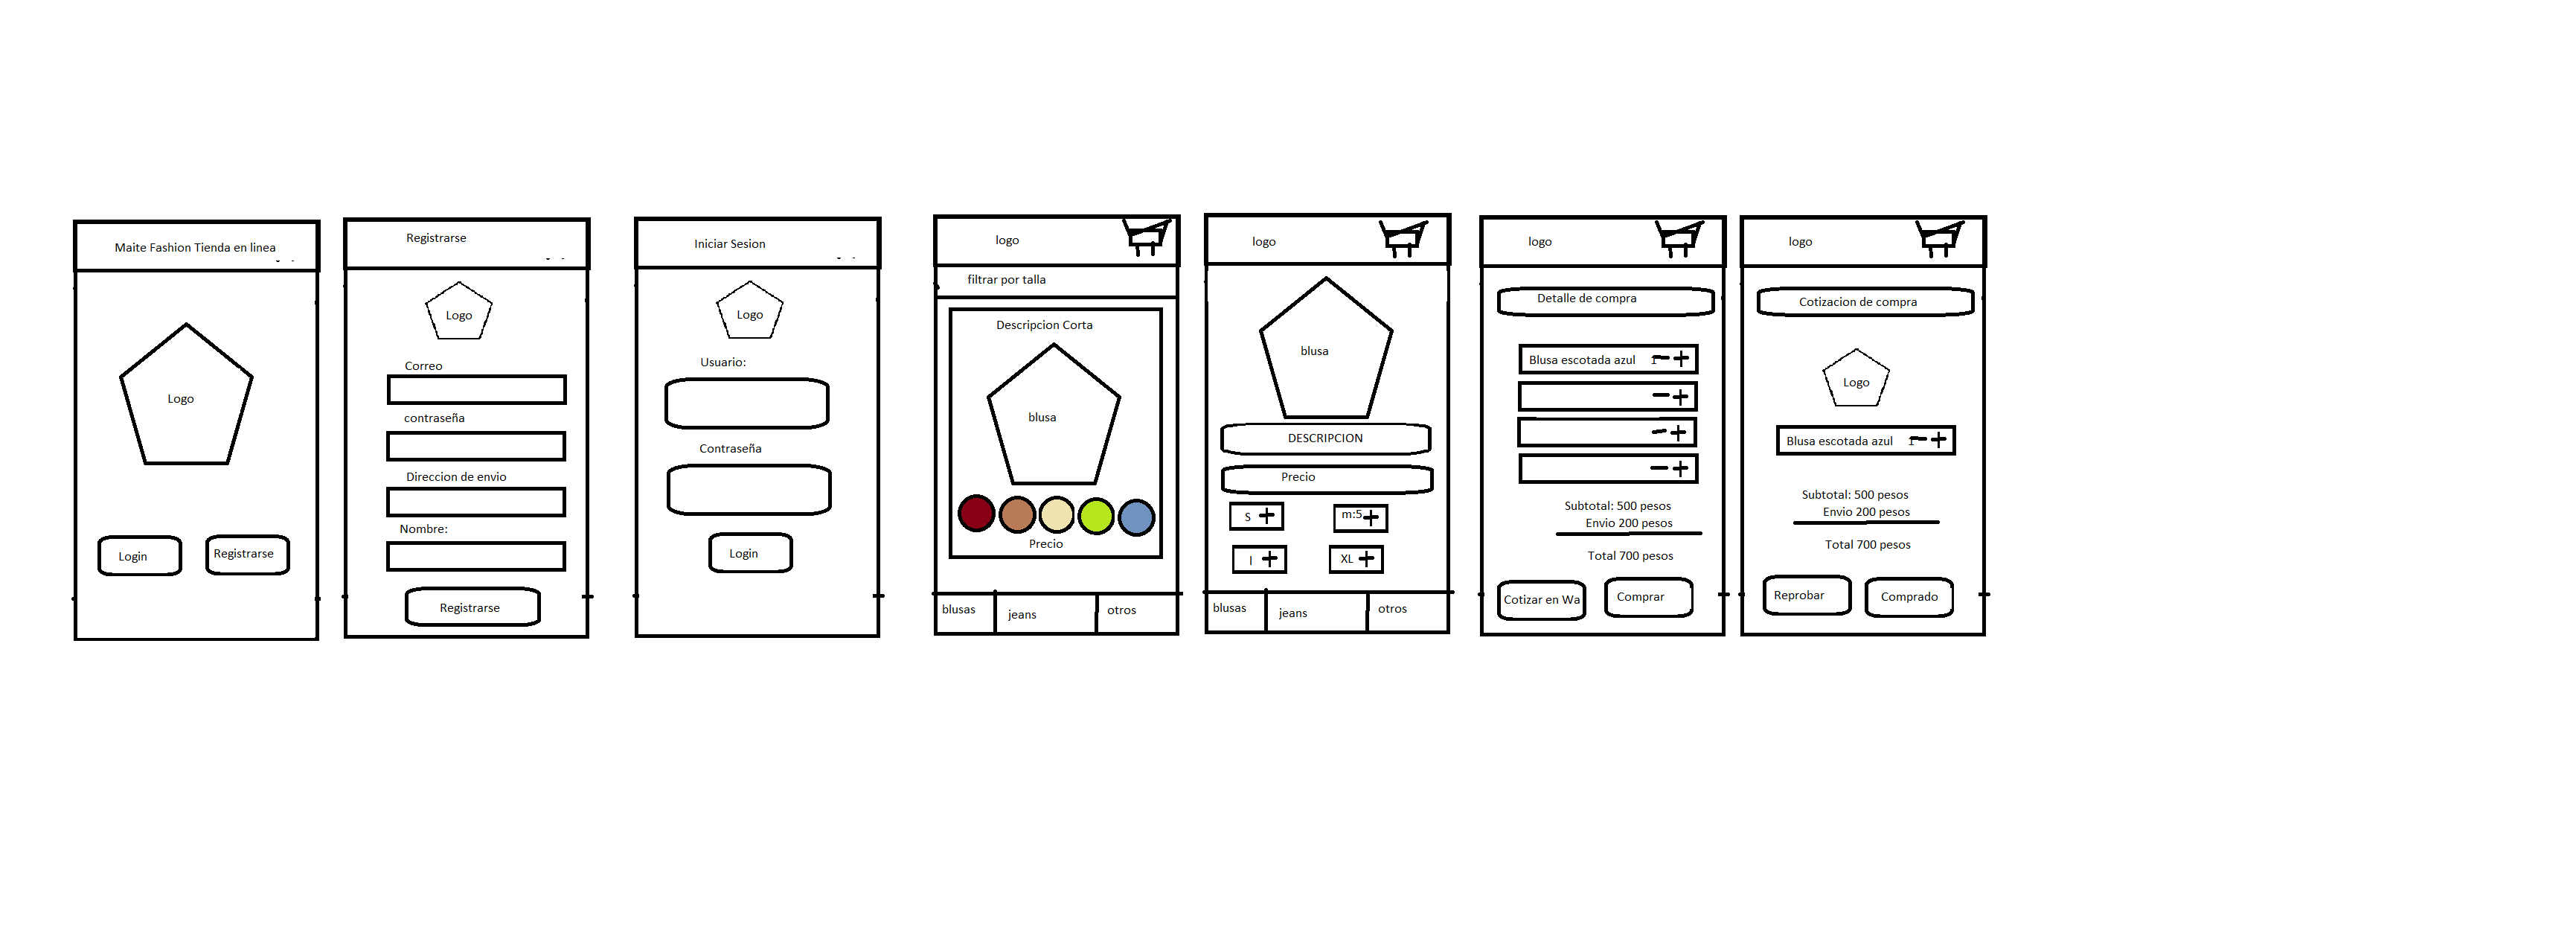 Maite Fashion Tienda en linea
Logo
Login
Registrarse
Registrarse
Logo
Correo
contraseña
Direccion de envio
Nombre:
Registrarse
Iniciar Sesion
Logo
Usuario:
Contraseña
Login
logo
filtrar por talla
Descripcion Corta
blusa
Precio
blusas
jeans
otros
logo
blusa
DESCRIPCION
Precio
S +
m:5 +
l +
XL +
blusas
jeans
otros
logo
Detalle de compra
Blusa escotada azul 1 - +
- +
- +
- +
Subtotal: 500 pesos
Envio 200 pesos
Total 700 pesos
Cotizar en Wa
Comprar
logo
Cotizacion de compra
Logo
Blusa escotada azul 1 - +
Subtotal: 500 pesos
Envio 200 pesos
Total 700 pesos
Reprobar
Comprado